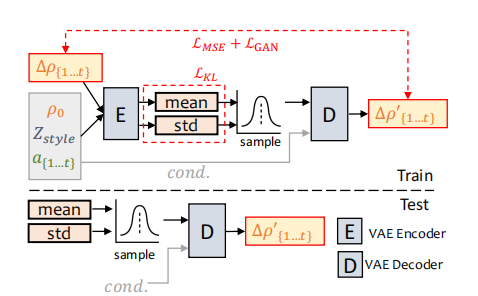 ℒ_MSE + ℒ_GAN
Δρ_{1…t}
ℒ_KL
ρ_0
Z_style
a_{1…t}
E
mean
std
sample
D
Δρ'_{1…t}
cond.
Train
Test
mean
std
sample
D
Δρ'_{1…t}
cond.
E VAE Encoder
D VAE Decoder